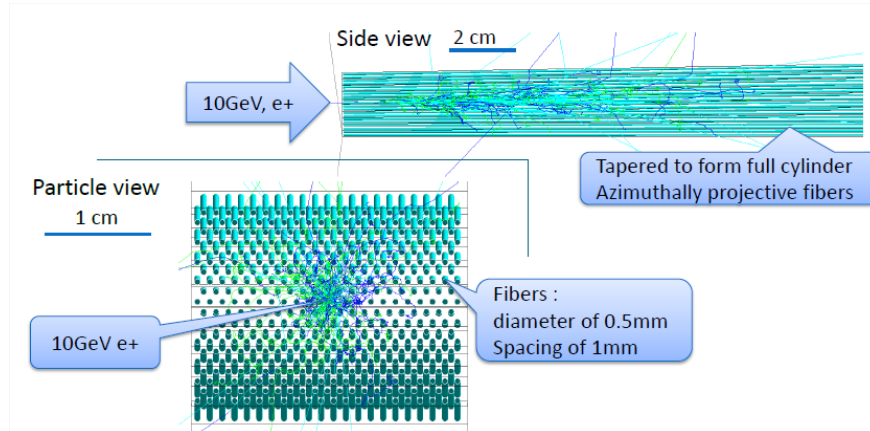 Side view 2 cm
10GeV, e+
Tapered to form full cylinder
Azimuthally projective fibers
Particle view
1 cm
Fibers :
diameter of 0.5mm
Spacing of 1mm
10GeV e+